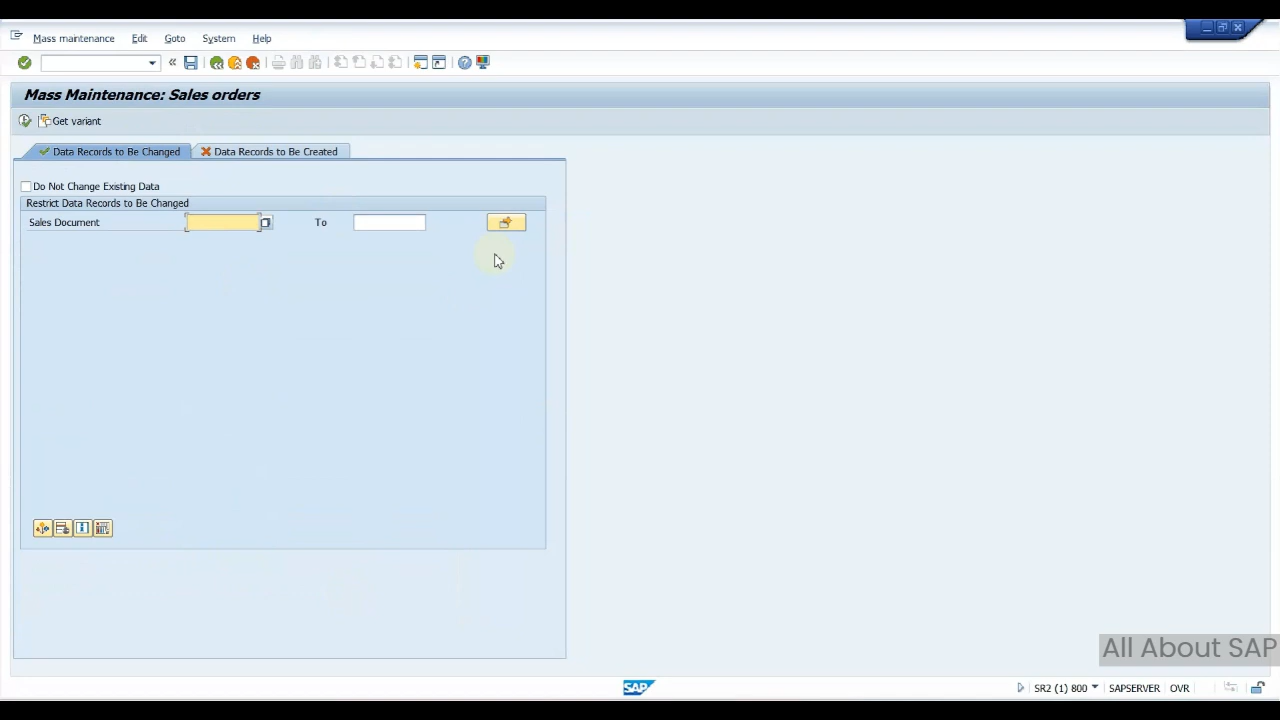 Mass maintenance Edit Goto System Help
Mass Maintenance: Sales orders
Get variant
Data Records to Be Changed Data Records to Be Created
Do Not Change Existing Data
Restrict Data Records to Be Changed
Sales Document To
All About SAP
SAP SR2 (1) 800 SAPSERVER OVR